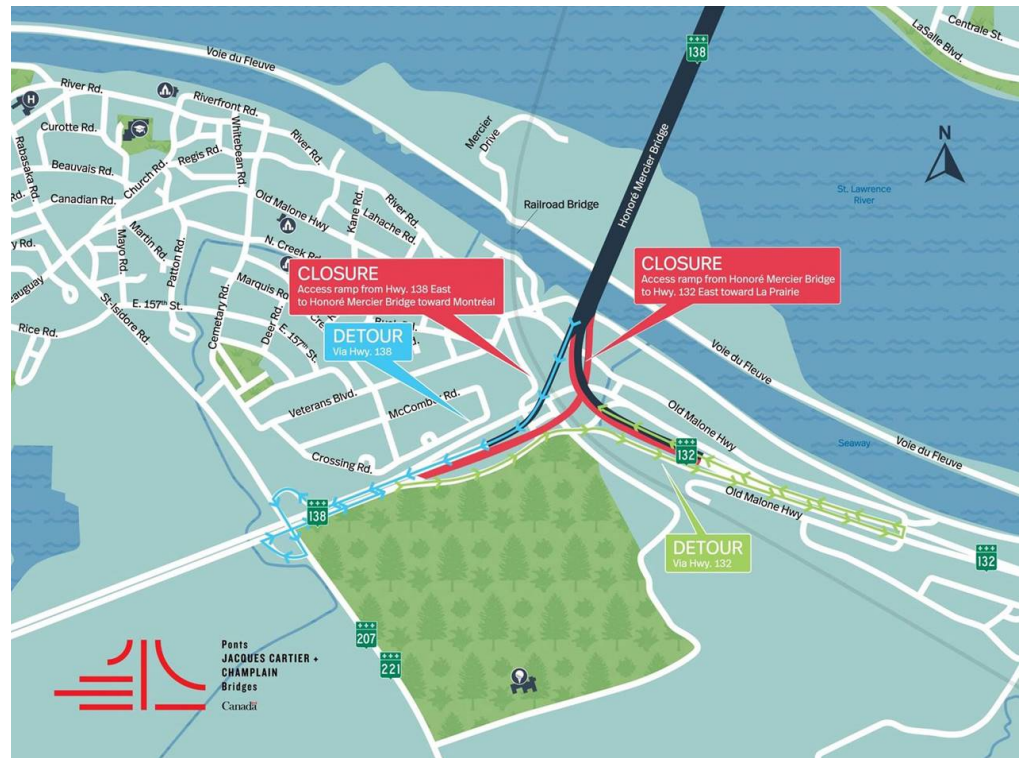 138
Centrale St.
LaSalle Blvd.
Voie du Fleuve
River Rd.
Riverfront Rd.
H
Curotte Rd.
Whitebean Rd.
River Rd.
Mercier
Drive
N
Rabasaka Rd.
Regis Rd.
Beauvais Rd.
Church Rd.
Honoré Mercier Bridge
St. Lawrence
River
Rd.
Canadian Rd.
Old Malone Hwy
Kane Rd.
River Rd.
Lahache Rd.
Railroad Bridge
y Rd.
Mayo Rd.
Martin Rd.
Patton Rd.
N. Creek Rd.
CLOSURE
Access ramp from Hwy. 138 East
to Honoré Mercier Bridge toward Montréal
CLOSURE
Access ramp from Honoré Mercier Bridge
to Hwy. 132 East toward La Prairie
auguay
Marquis Rd.
E. 157th St.
Cemetary Rd.
Deer Rd.
E. 157th St.
Rice Rd.
St-Isidore Rd.
DETOUR
Via Hwy. 138
Voie du Fleuve
Veterans Blvd.
McComber Rd.
Old Malone Hwy
Crossing Rd.
132
Seaway
Voie du Fleuve
Old Malone Hwy
138
DETOUR
Via Hwy. 132
132
207
221
Ponts
JACQUES CARTIER +
CHAMPLAIN
Bridges
Canada